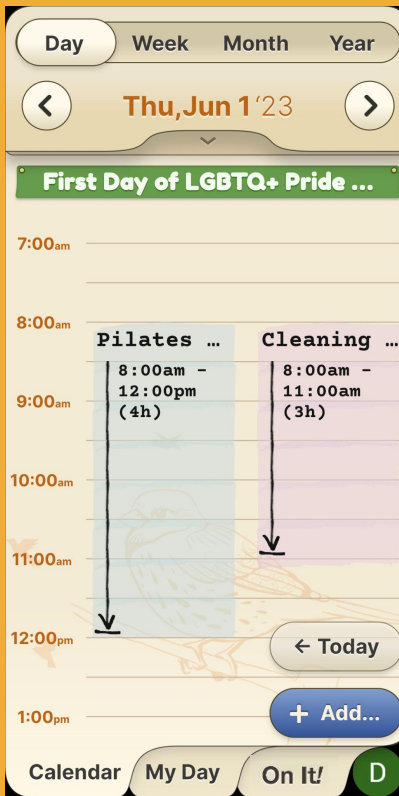 Day Week Month Year
Thu,Jun 1 '23
First Day of LGBTQ+ Pride ...
7:00am
8:00am
Pilates ... Cleaning ...
8:00am - 8:00am -
12:00pm 11:00am
(4h) (3h)
9:00am
10:00am
11:00am
12:00pm
← Today
1:00pm
+ Add...
Calendar My Day On It! D